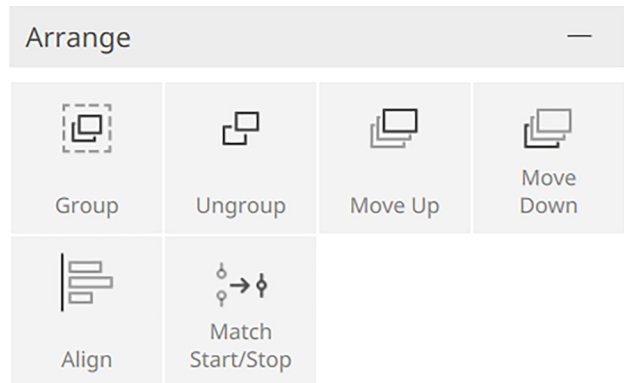 Arrange
Group
Ungroup
Move Up
Move
Down
Align
Match
Start/Stop